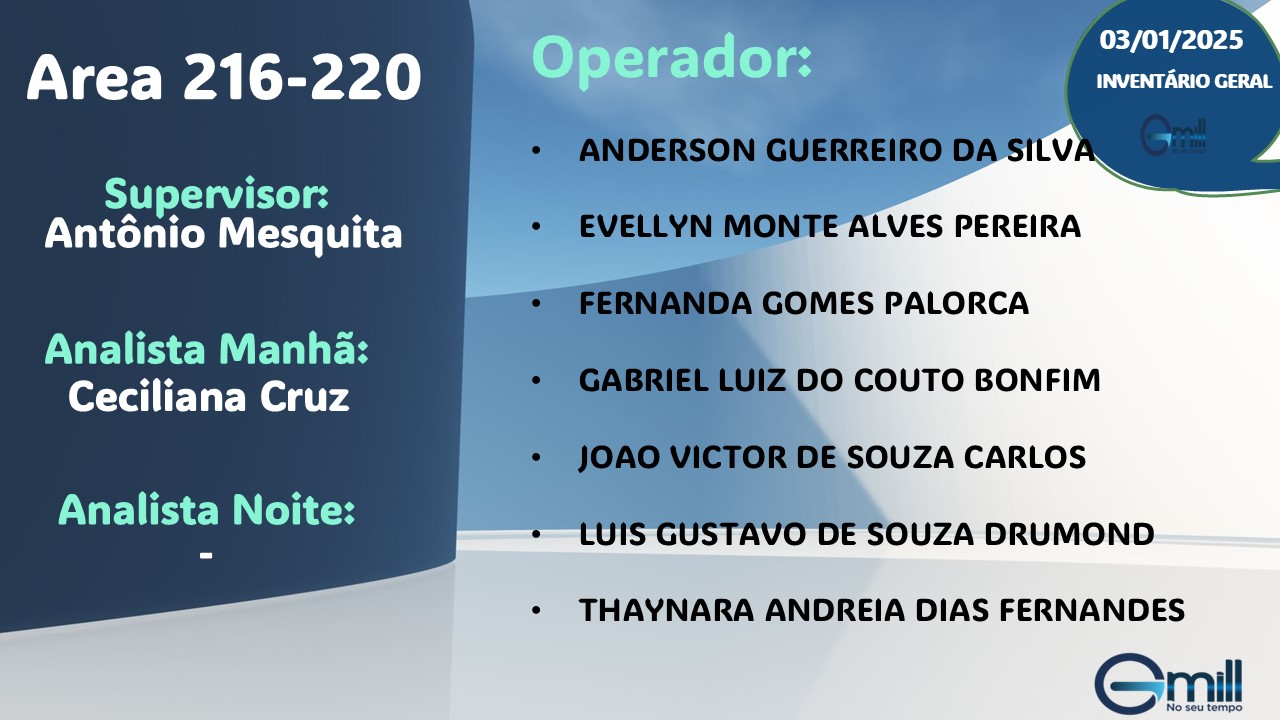 Area 216-220
Supervisor:
Antônio Mesquita
Analista Manhã:
Ceciliana Cruz
Analista Noite:
-
Operador:
• ANDERSON GUERREIRO DA SILVA
• EVELLYN MONTE ALVES PEREIRA
• FERNANDA GOMES PALORCA
• GABRIEL LUIZ DO COUTO BONFIM
• JOAO VICTOR DE SOUZA CARLOS
• LUIS GUSTAVO DE SOUZA DRUMOND
• THAYNARA ANDREIA DIAS FERNANDES
03/01/2025
INVENTÁRIO GERAL
Gmill
Gmill
No seu tempo